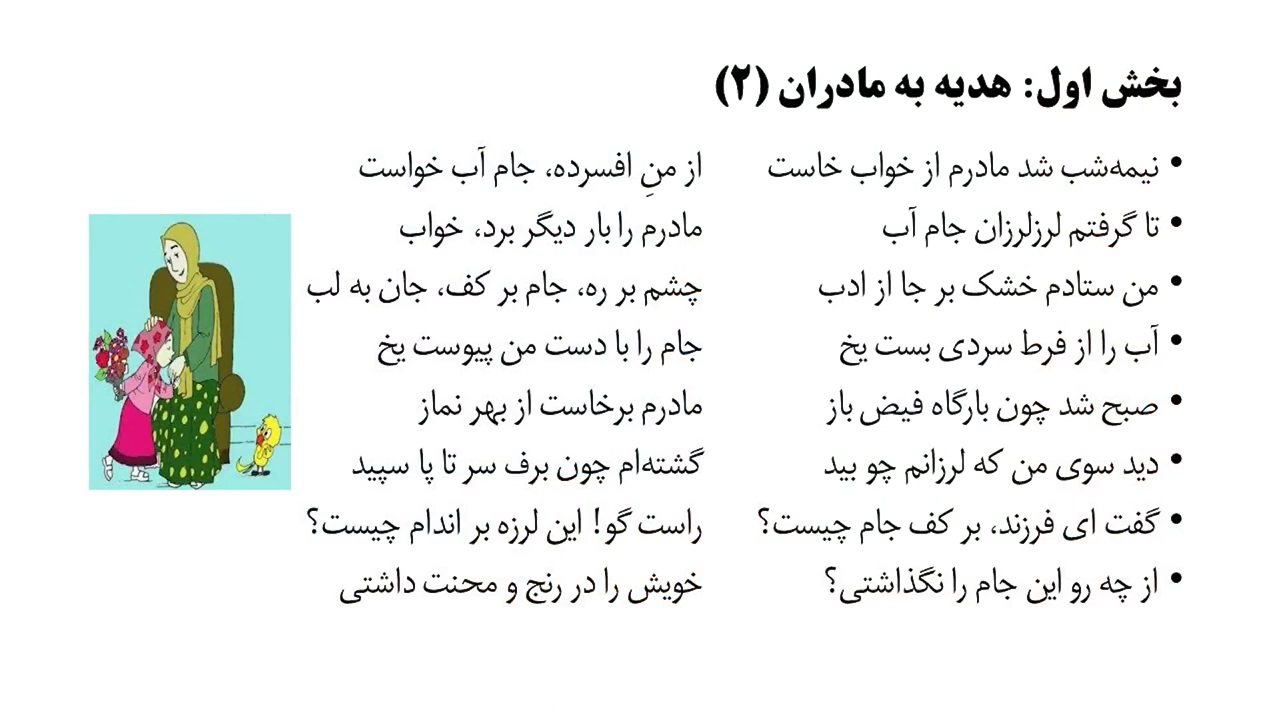 بخش اول: هدیه به مادران (۲)
• نیمه‌شب شد مادرم از خواب خاست از منِ افسرده، جام آب خواست
• تا گرفتم لرزلرزان جام آب مادرم را بار دیگر برد، خواب
• من ستادم خشک بر جا از ادب چشم بر ره، جام بر کف، جان به لب
• آب را از فرط سردی بست یخ جام را با دست من پیوست یخ
• صبح شد چون بارگاه فیض باز مادرم برخاست از بهر نماز
• دید سوی من که لرزانم چو بید گشته‌ام چون برف سر تا پا سپید
• گفت ای فرزند، بر کف جام چیست؟ راست گو! این لرزه بر اندام چیست؟
• از چه رو این جام را نگذاشتی؟ خویش را در رنج و محنت داشتی